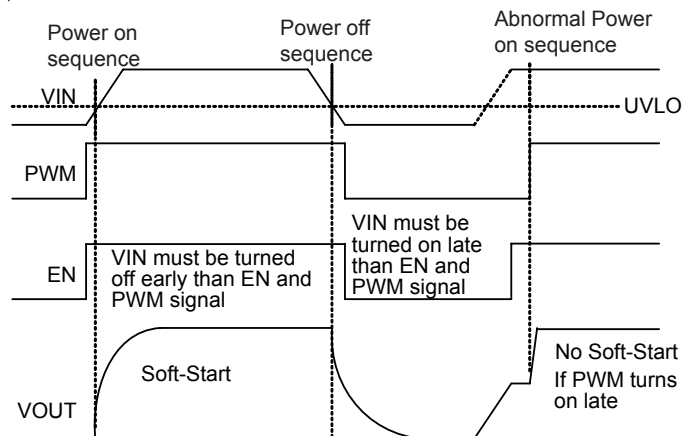 Power on
sequence
Power off
sequence
Abnormal Power
on sequence
VIN
UVLO
PWM
EN
VIN must be turned
off early than EN and
PWM signal
VIN must be
turned on late
than EN and
PWM signal
VOUT
Soft-Start
No Soft-Start
If PWM turns
on late